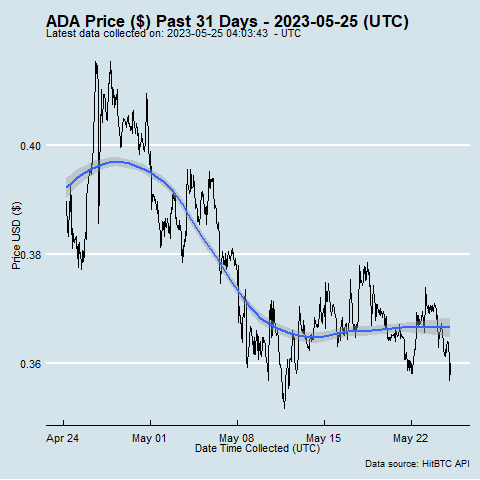 ADA Price ($) Past 31 Days - 2023-05-25 (UTC)
Latest data collected on: 2023-05-25 04:03:43 - UTC
0.40
0.38
0.36
Price USD ($)
Apr 24 May 01 May 08 May 15 May 22
Date Time Collected (UTC)
Data source: HitBTC API